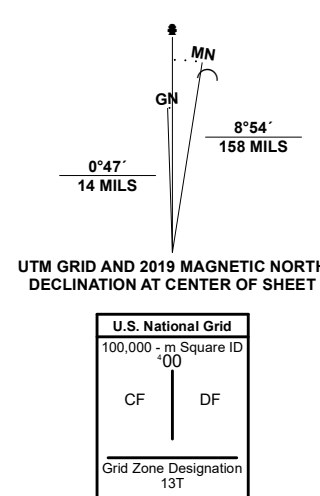 MN
GN
8°54´
158 MILS
0°47´
14 MILS
UTM GRID AND 2019 MAGNETIC NORTH
DECLINATION AT CENTER OF SHEET
U.S. National Grid
100,000 - m Square ID
⁴00
CF DF
Grid Zone Designation
13T